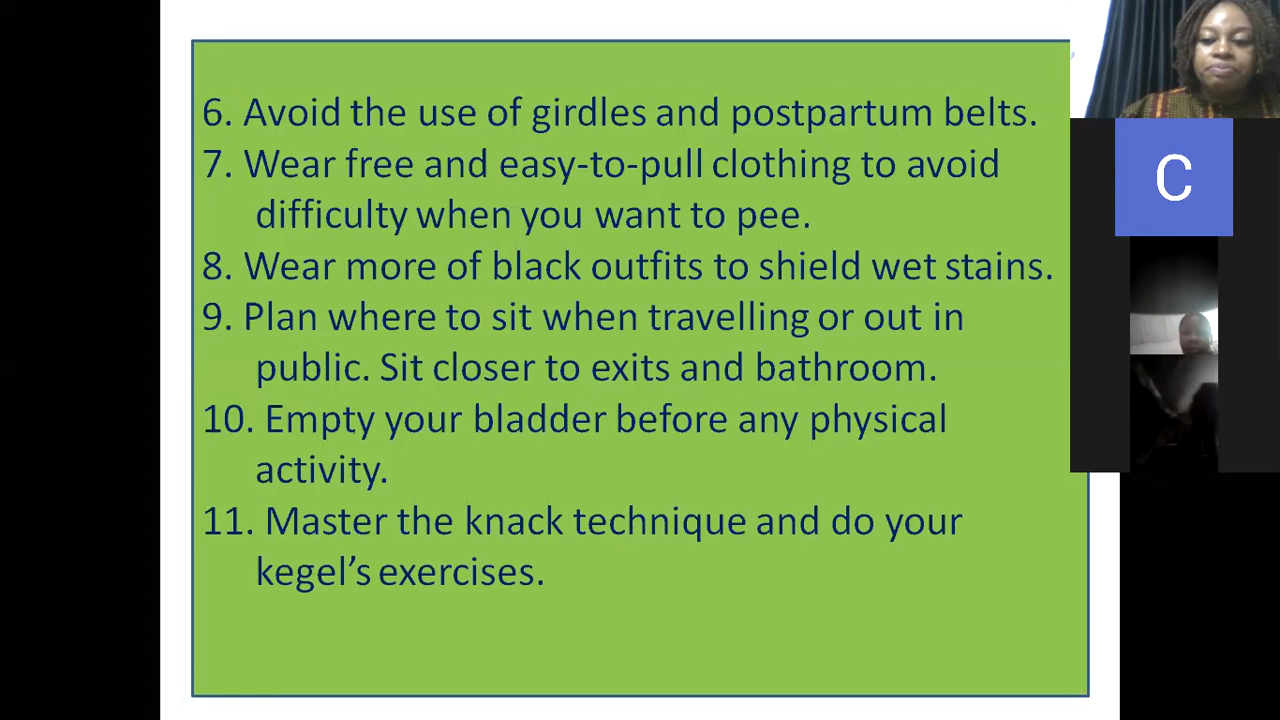 6. Avoid the use of girdles and postpartum belts.
7. Wear free and easy-to-pull clothing to avoid
difficulty when you want to pee.
8. Wear more of black outfits to shield wet stains.
9. Plan where to sit when travelling or out in
public. Sit closer to exits and bathroom.
10. Empty your bladder before any physical
activity.
11. Master the knack technique and do your
kegel’s exercises.
C